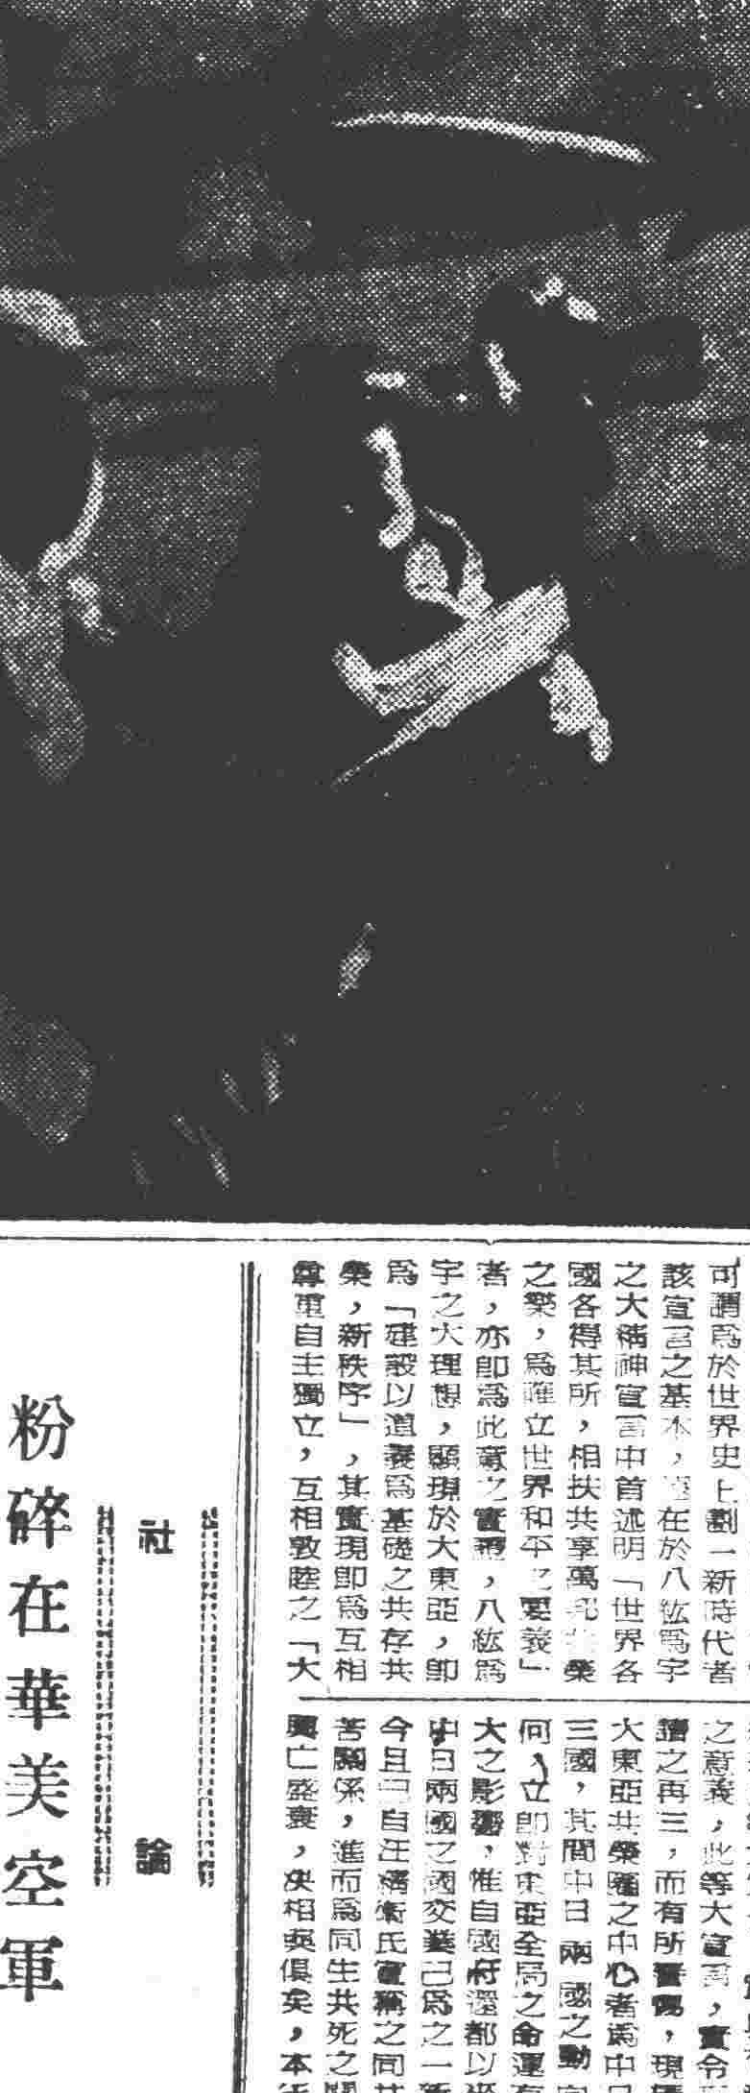 可謂爲於世界史上劃一新時代者
該宣言之基本，在於八紘爲宇
之大精神宣言中首述明「世界各
國各得其所，相扶共享萬邦共榮
之樂，爲確立世界和平之要義」
者，亦卽爲此意之實現，八紘爲
宇之大理想，顯現於大東亞，卽
爲「建設以道義爲基礎之共存共
榮，新秩序」，其實現卽爲互相
尊重自主獨立，互相敦睦之「大
之意義，此等大宣言，實令
讀之再三，而有所警惕，現
大東亞共榮圈之中心者爲中日
三國，其間中日兩國之動向
何，立卽對東亞全局之命運
大之影響，惟自國府還都以來
中日兩國之國交業已爲之一新
今且自汪精衛氏宣稱之同甘
苦關係，進而爲同生共死之關
興亡盛衰，決相與俱矣，本
社論
粉碎在華美空軍